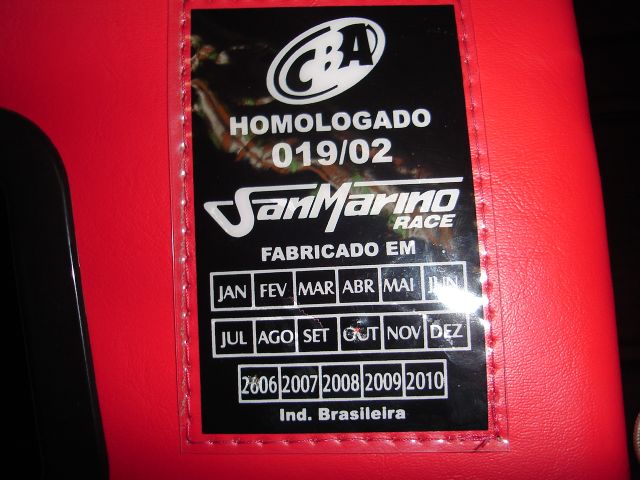 CBA
HOMOLOGADO
019/02
SanMarino
RACE
FABRICADO EM
JAN FEV MAR ABR MAI JUN
JUL AGO SET OUT NOV DEZ
2006 2007 2008 2009 2010
Ind. Brasileira